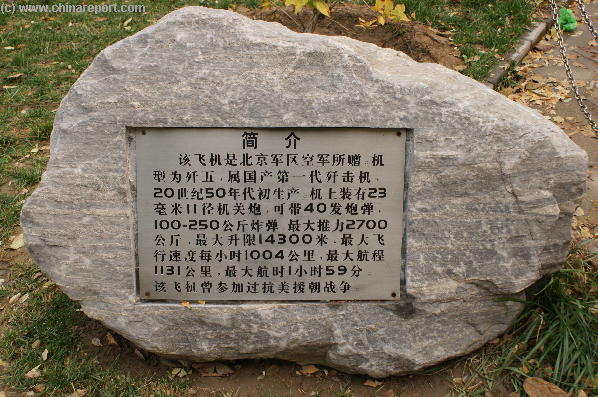 (c) www.chinareport.com
简 介
该飞机是北京军区空军所赠。机
型为歼五，属国产第一代歼击机，
20世纪50年代初生产，机上装有23
毫米11径机关炮，可带40发炮弹，
100-250公斤炸弹，最大推力2700
公斤，最大升限14300米，最大飞
行速度每小时1004公里，最大航程
1131公里，最大航时1小时59分。
该飞机曾参加过抗美援朝战争。